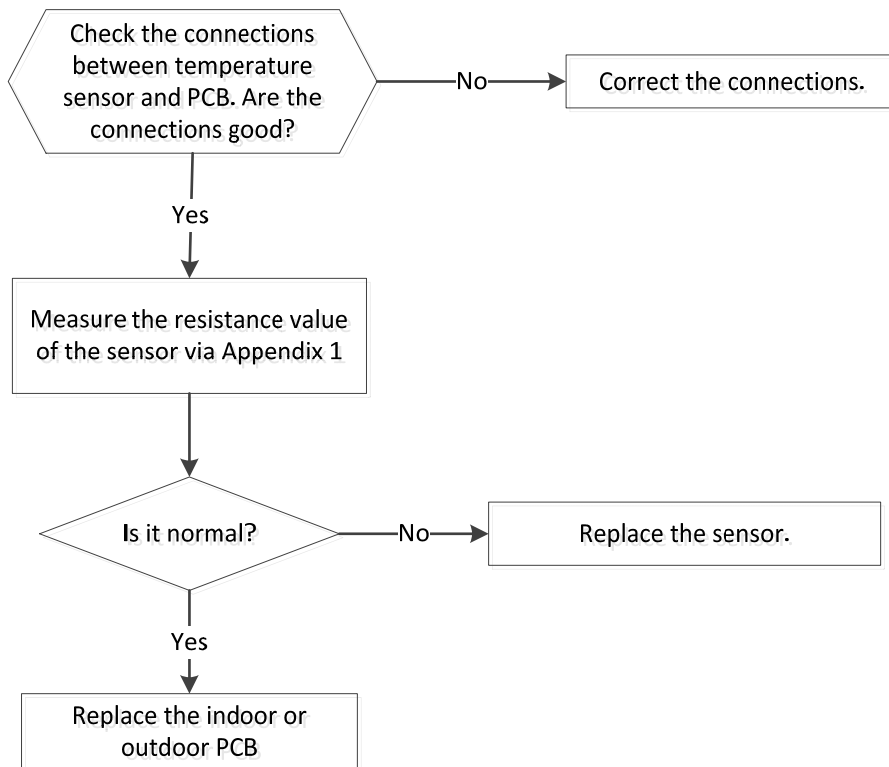 Check the connections
between temperature
sensor and PCB. Are the
connections good?
No
Correct the connections.
Yes
Measure the resistance value
of the sensor via Appendix 1
Is it normal?
No
Replace the sensor.
Yes
Replace the indoor or
outdoor PCB